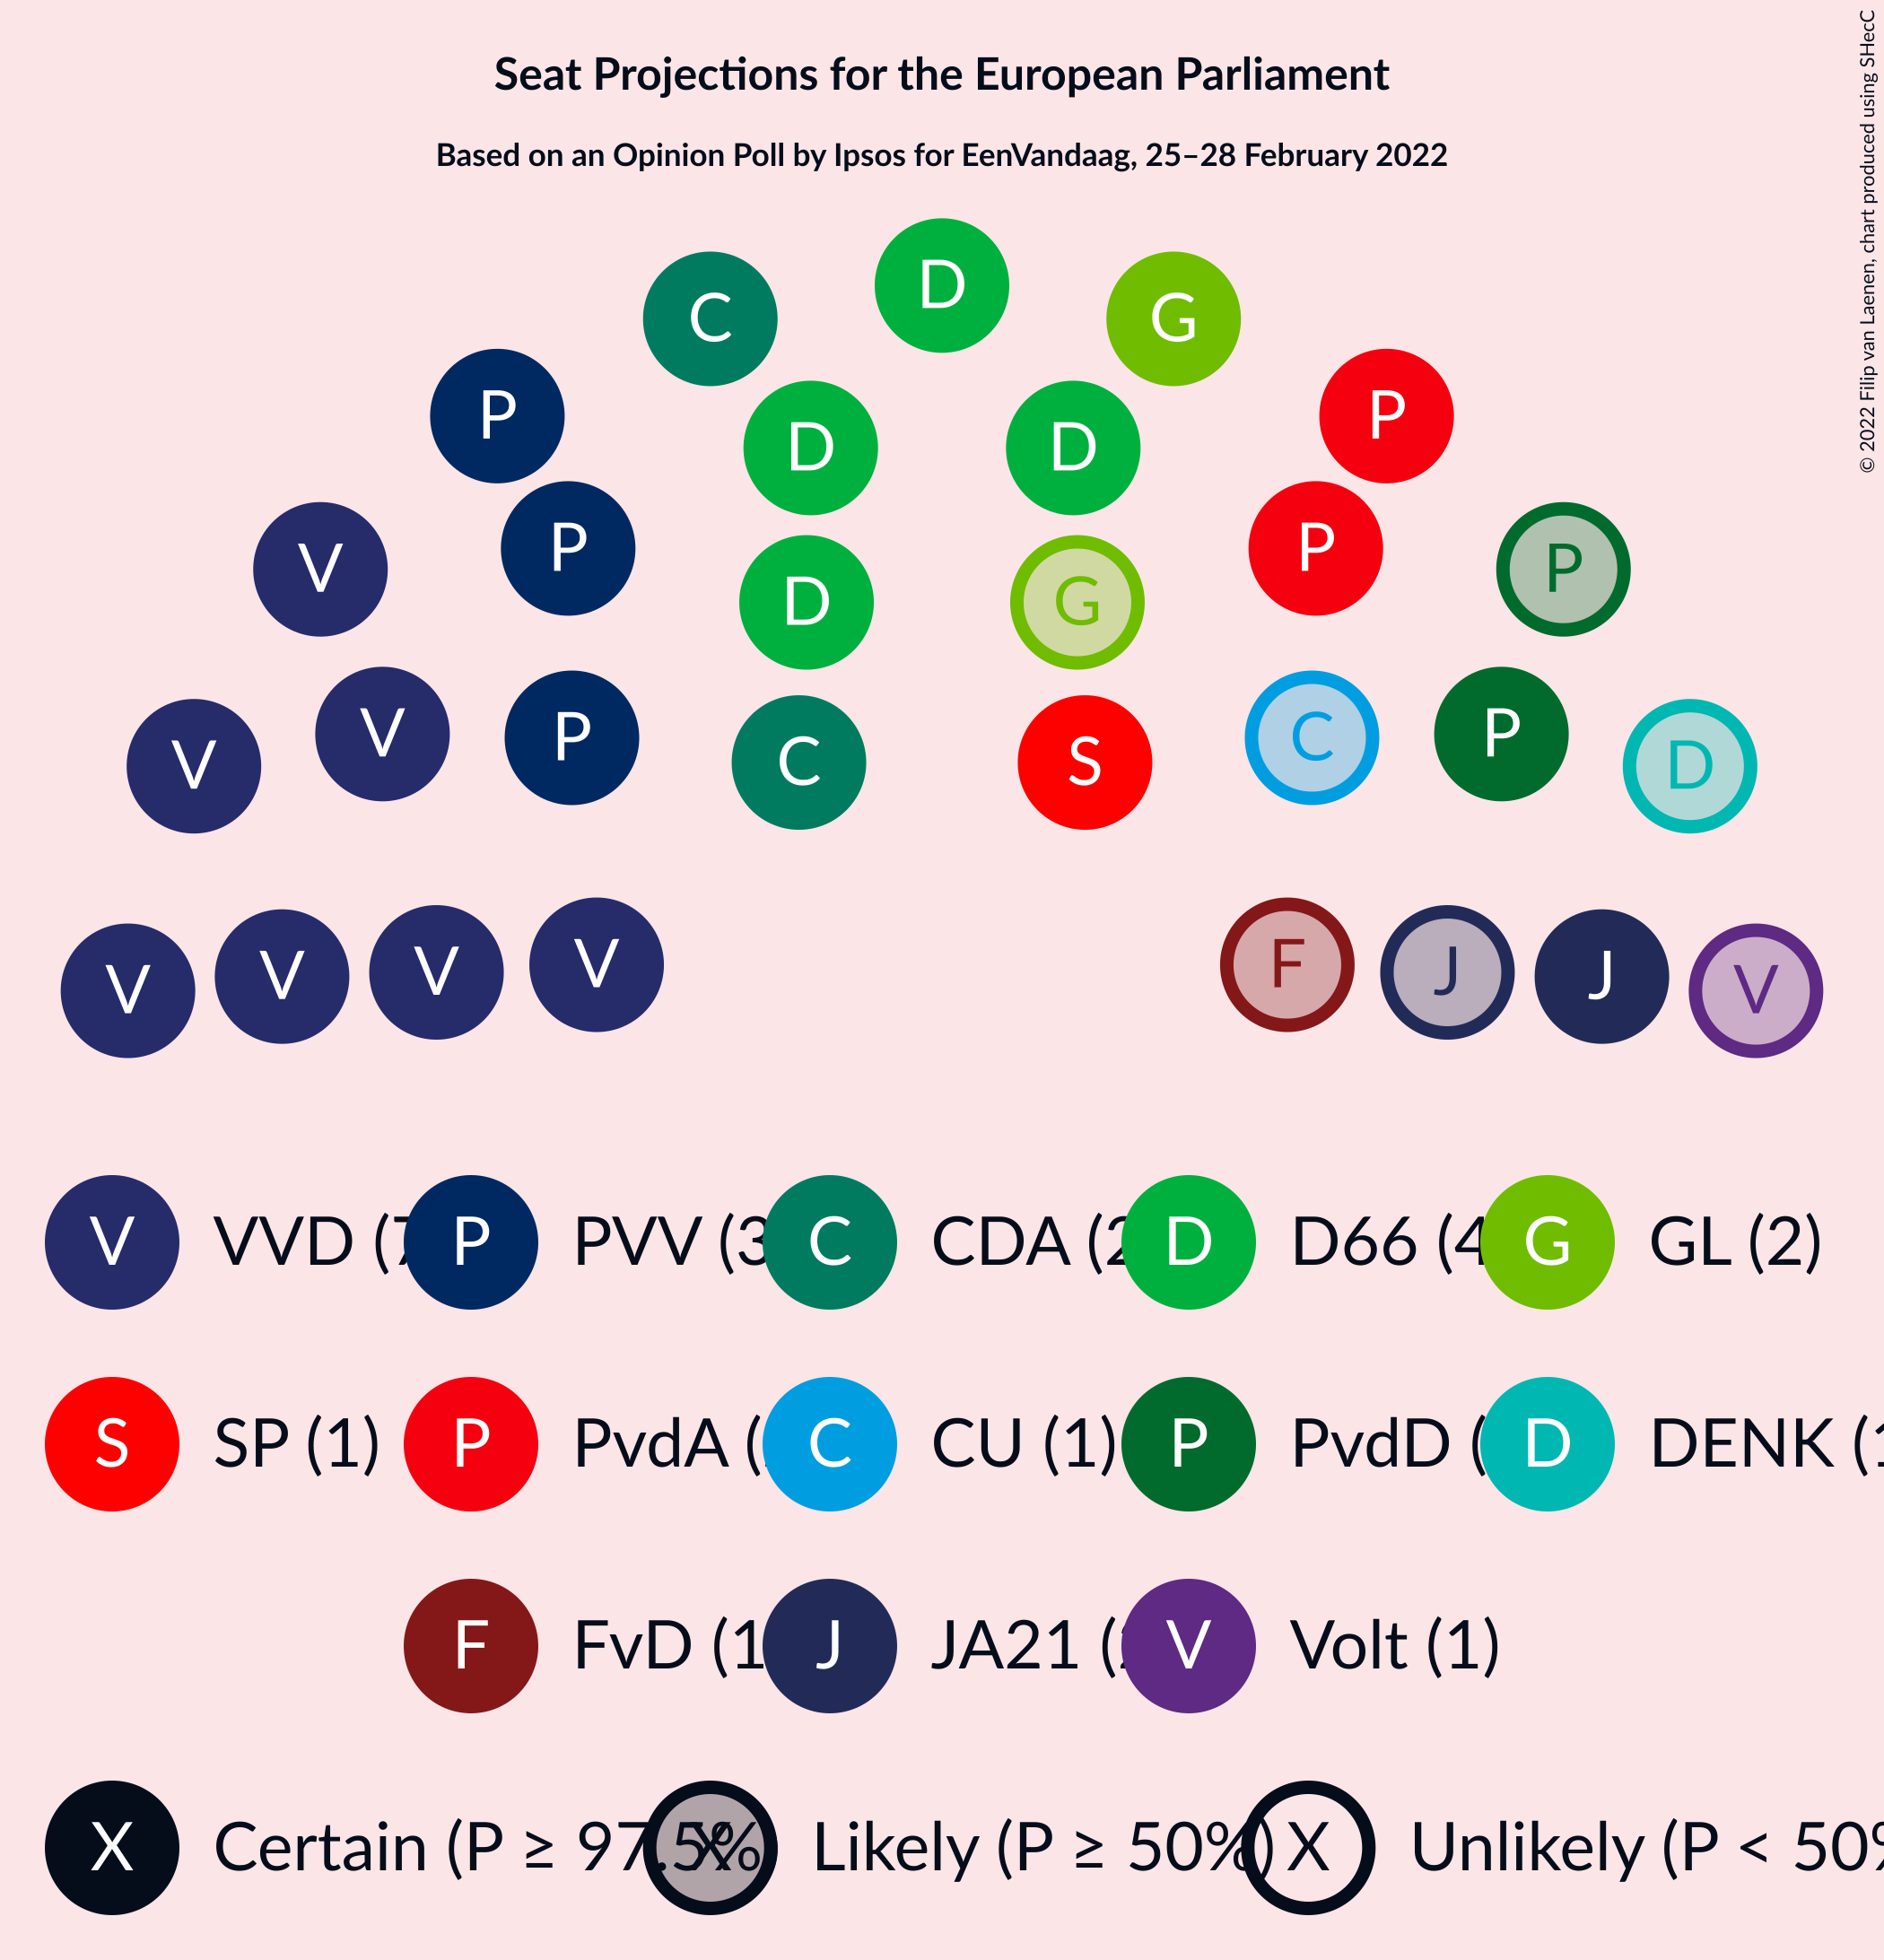 Seat Projections for the European Parliament
Based on an Opinion Poll by Ipsos for EenVandaag, 25–28 February 2022
© 2022 Filip van Laenen, chart produced using SHecC
D
C G
P P
D D
P P
V P
D G
V P C S C P D
V
V V V V F J J V
V VVD (7 P PVV (3 C CDA (2 D D66 (4 G GL (2)
S SP (1) P PvdA ( C CU (1) P PvdD ( D DENK (1
F FvD (1 J JA21 ( V Volt (1)
X Certain (P ≥ 97.5% X Likely (P ≥ 50%) X Unlikely (P < 50%